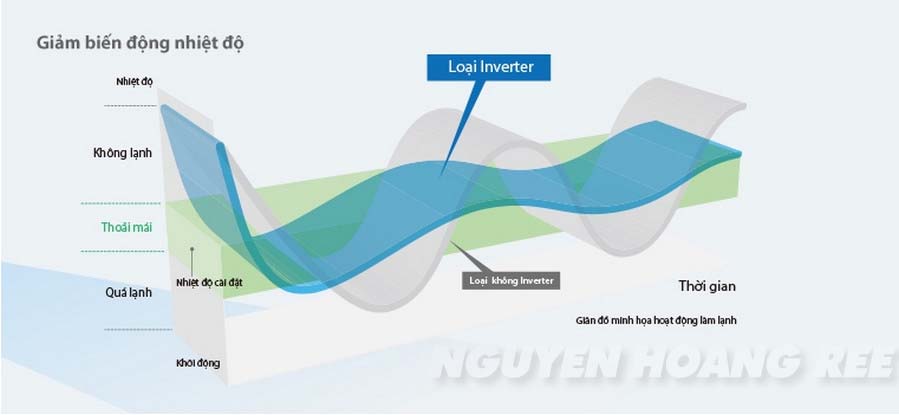 Giảm biến động nhiệt độ
Loại Inverter
Nhiệt độ
Không lạnh
Thoải mái
Nhiệt độ cài đặt
Loại không Inverter
Quá lạnh
Thời gian
Giản đồ minh họa hoạt động làm lạnh
Khởi động
NGUYEN HOANG REE